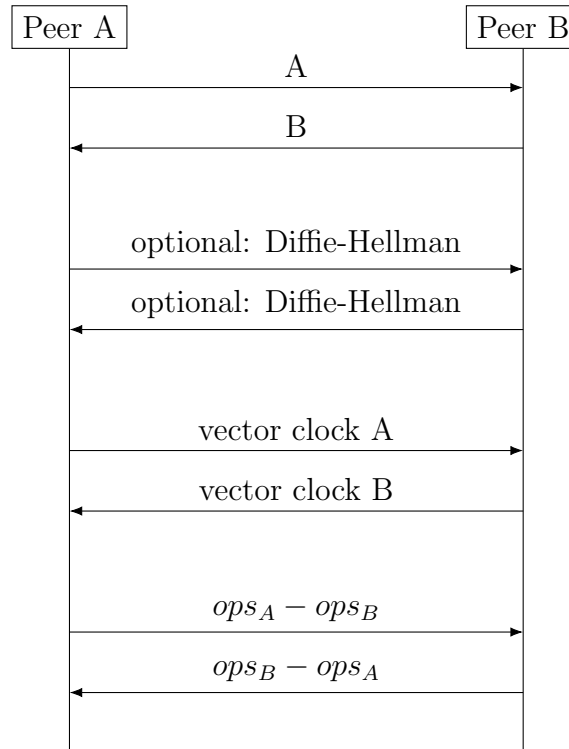 Peer A Peer B
A
B
optional: Diffie-Hellman
optional: Diffie-Hellman
vector clock A
vector clock B
ops_A − ops_B
ops_B − ops_A